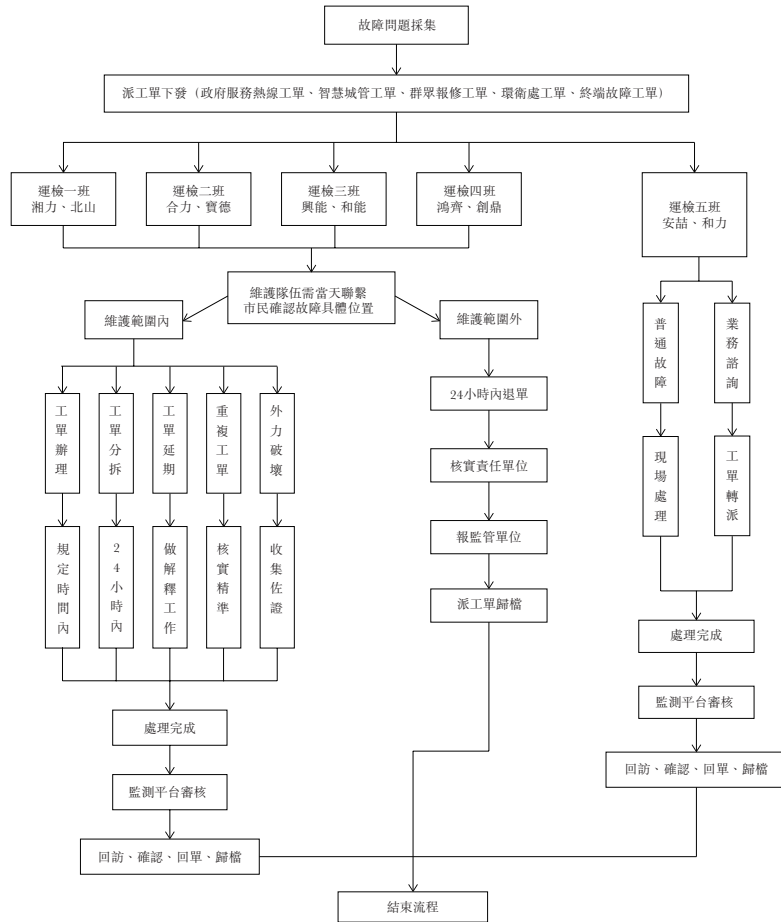 故障問題採集
派工單下發（政府服務熱線工單、智慧城管工單、群眾報修工單、環衛處工單、終端故障工單）
運檢一班
湘力、北山
運檢二班
合力、寶德
運檢三班
興能、和能
運檢四班
鴻齊、創鼎
運檢五班
安喆、和力
維護隊伍需當天聯繫
市民確認故障具體位置
維護範圍內
維護範圍外
普通故障
業務諮詢
24小時內退單
工單辦理
工單分拆
工單延期
重複工單
外力破壞
核實責任單位
現場處理
工單轉派
報監管單位
規定時間內
24小時內
做解釋工作
核實精準
收集佐證
派工單歸檔
處理完成
監測平台審核
處理完成
監測平台審核
回訪、確認、回單、歸檔
回訪、確認、回單、歸檔
結束流程